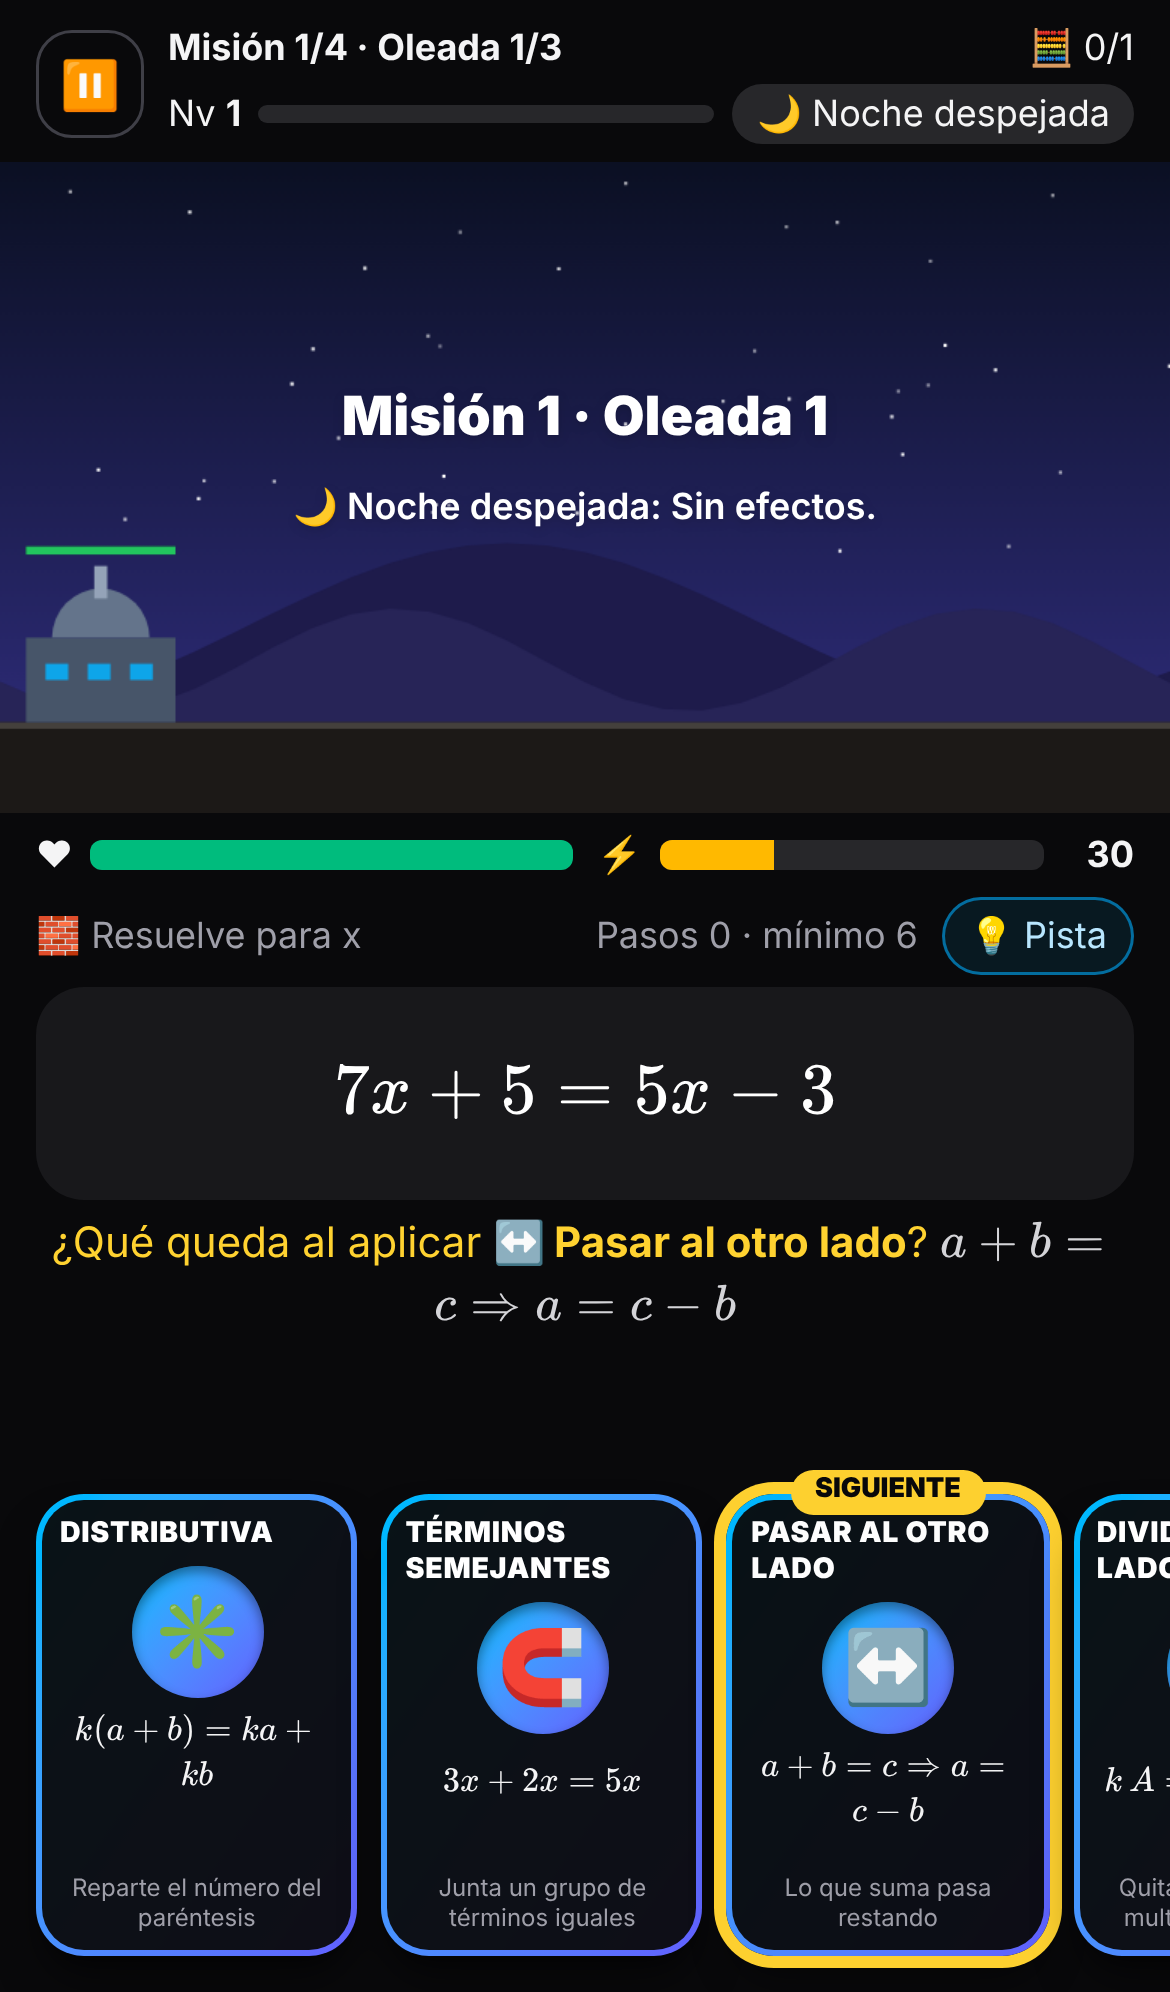 Misión 1/4 · Oleada 1/3
🧮 0/1
Nv 1
🌙 Noche despejada
Misión 1 · Oleada 1
🌙 Noche despejada: Sin efectos.
30
🧱 Resuelve para x
Pasos 0 · mínimo 6
💡 Pista
7x + 5 = 5x − 3
¿Qué queda al aplicar ↔️ Pasar al otro lado? a + b =
c ⇒ a = c − b
DISTRIBUTIVA
k(a + b) = ka +
kb
Reparte el número del
paréntesis
TÉRMINOS
SEMEJANTES
3x + 2x = 5x
Junta un grupo de
términos iguales
SIGUIENTE
PASAR AL OTRO
LADO
a + b = c ⇒ a =
c − b
Lo que suma pasa
restando
k A